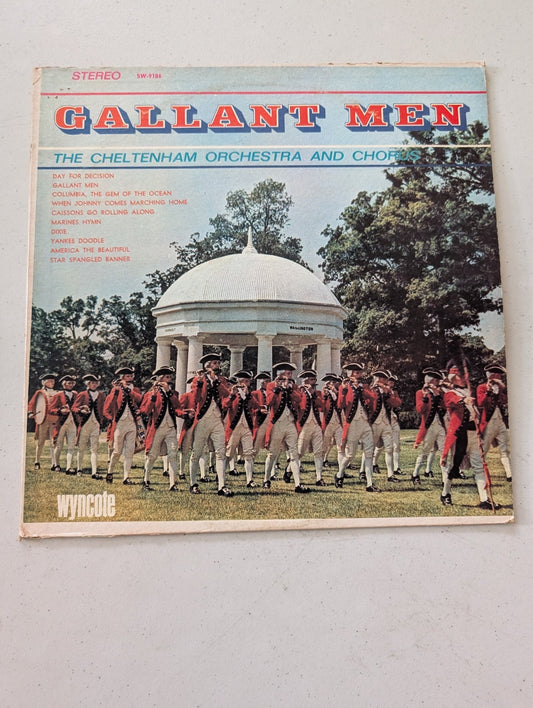 STEREO SW-9186
GALLANT MEN
THE CHELTENHAM ORCHESTRA AND CHORUS
DAY FOR DECISION
GALLANT MEN
COLUMBIA, THE GEM OF THE OCEAN
WHEN JOHNNY COMES MARCHING HOME
CAISSONS GO ROLLING ALONG
MARINES HYMN
DIXIE
YANKEE DOODLE
AMERICA THE BEAUTIFUL
STAR SPANGLED BANNER
WASHINGTON
wyncote